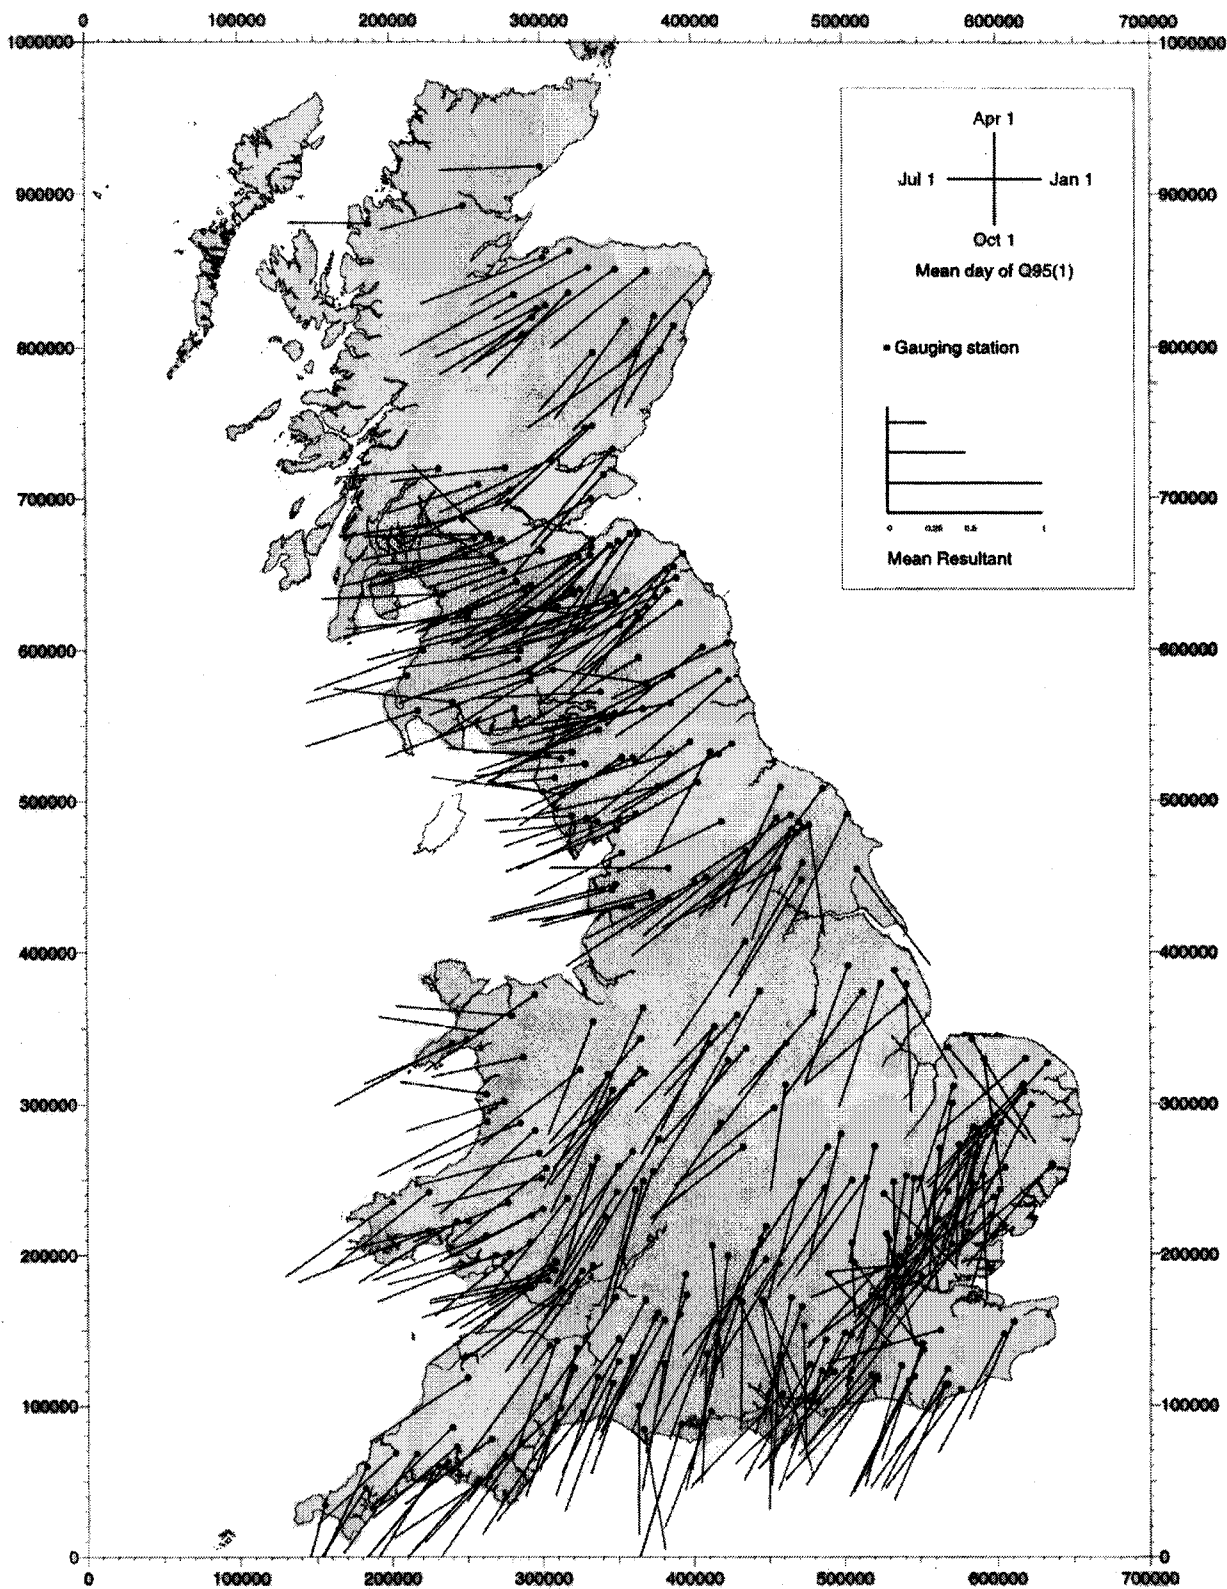 0 100000 200000 300000 400000 500000 600000 700000
1000000 1000000
900000 900000
800000 800000
700000 700000
600000 600000
500000 500000
400000 400000
300000 300000
200000 200000
100000 100000
0 0
0 100000 200000 300000 400000 500000 600000 700000
Apr 1
Jul 1 Jan 1
Oct 1
Mean day of Q95(1)
Gauging station
0 0.25 0.5 1
Mean Resultant